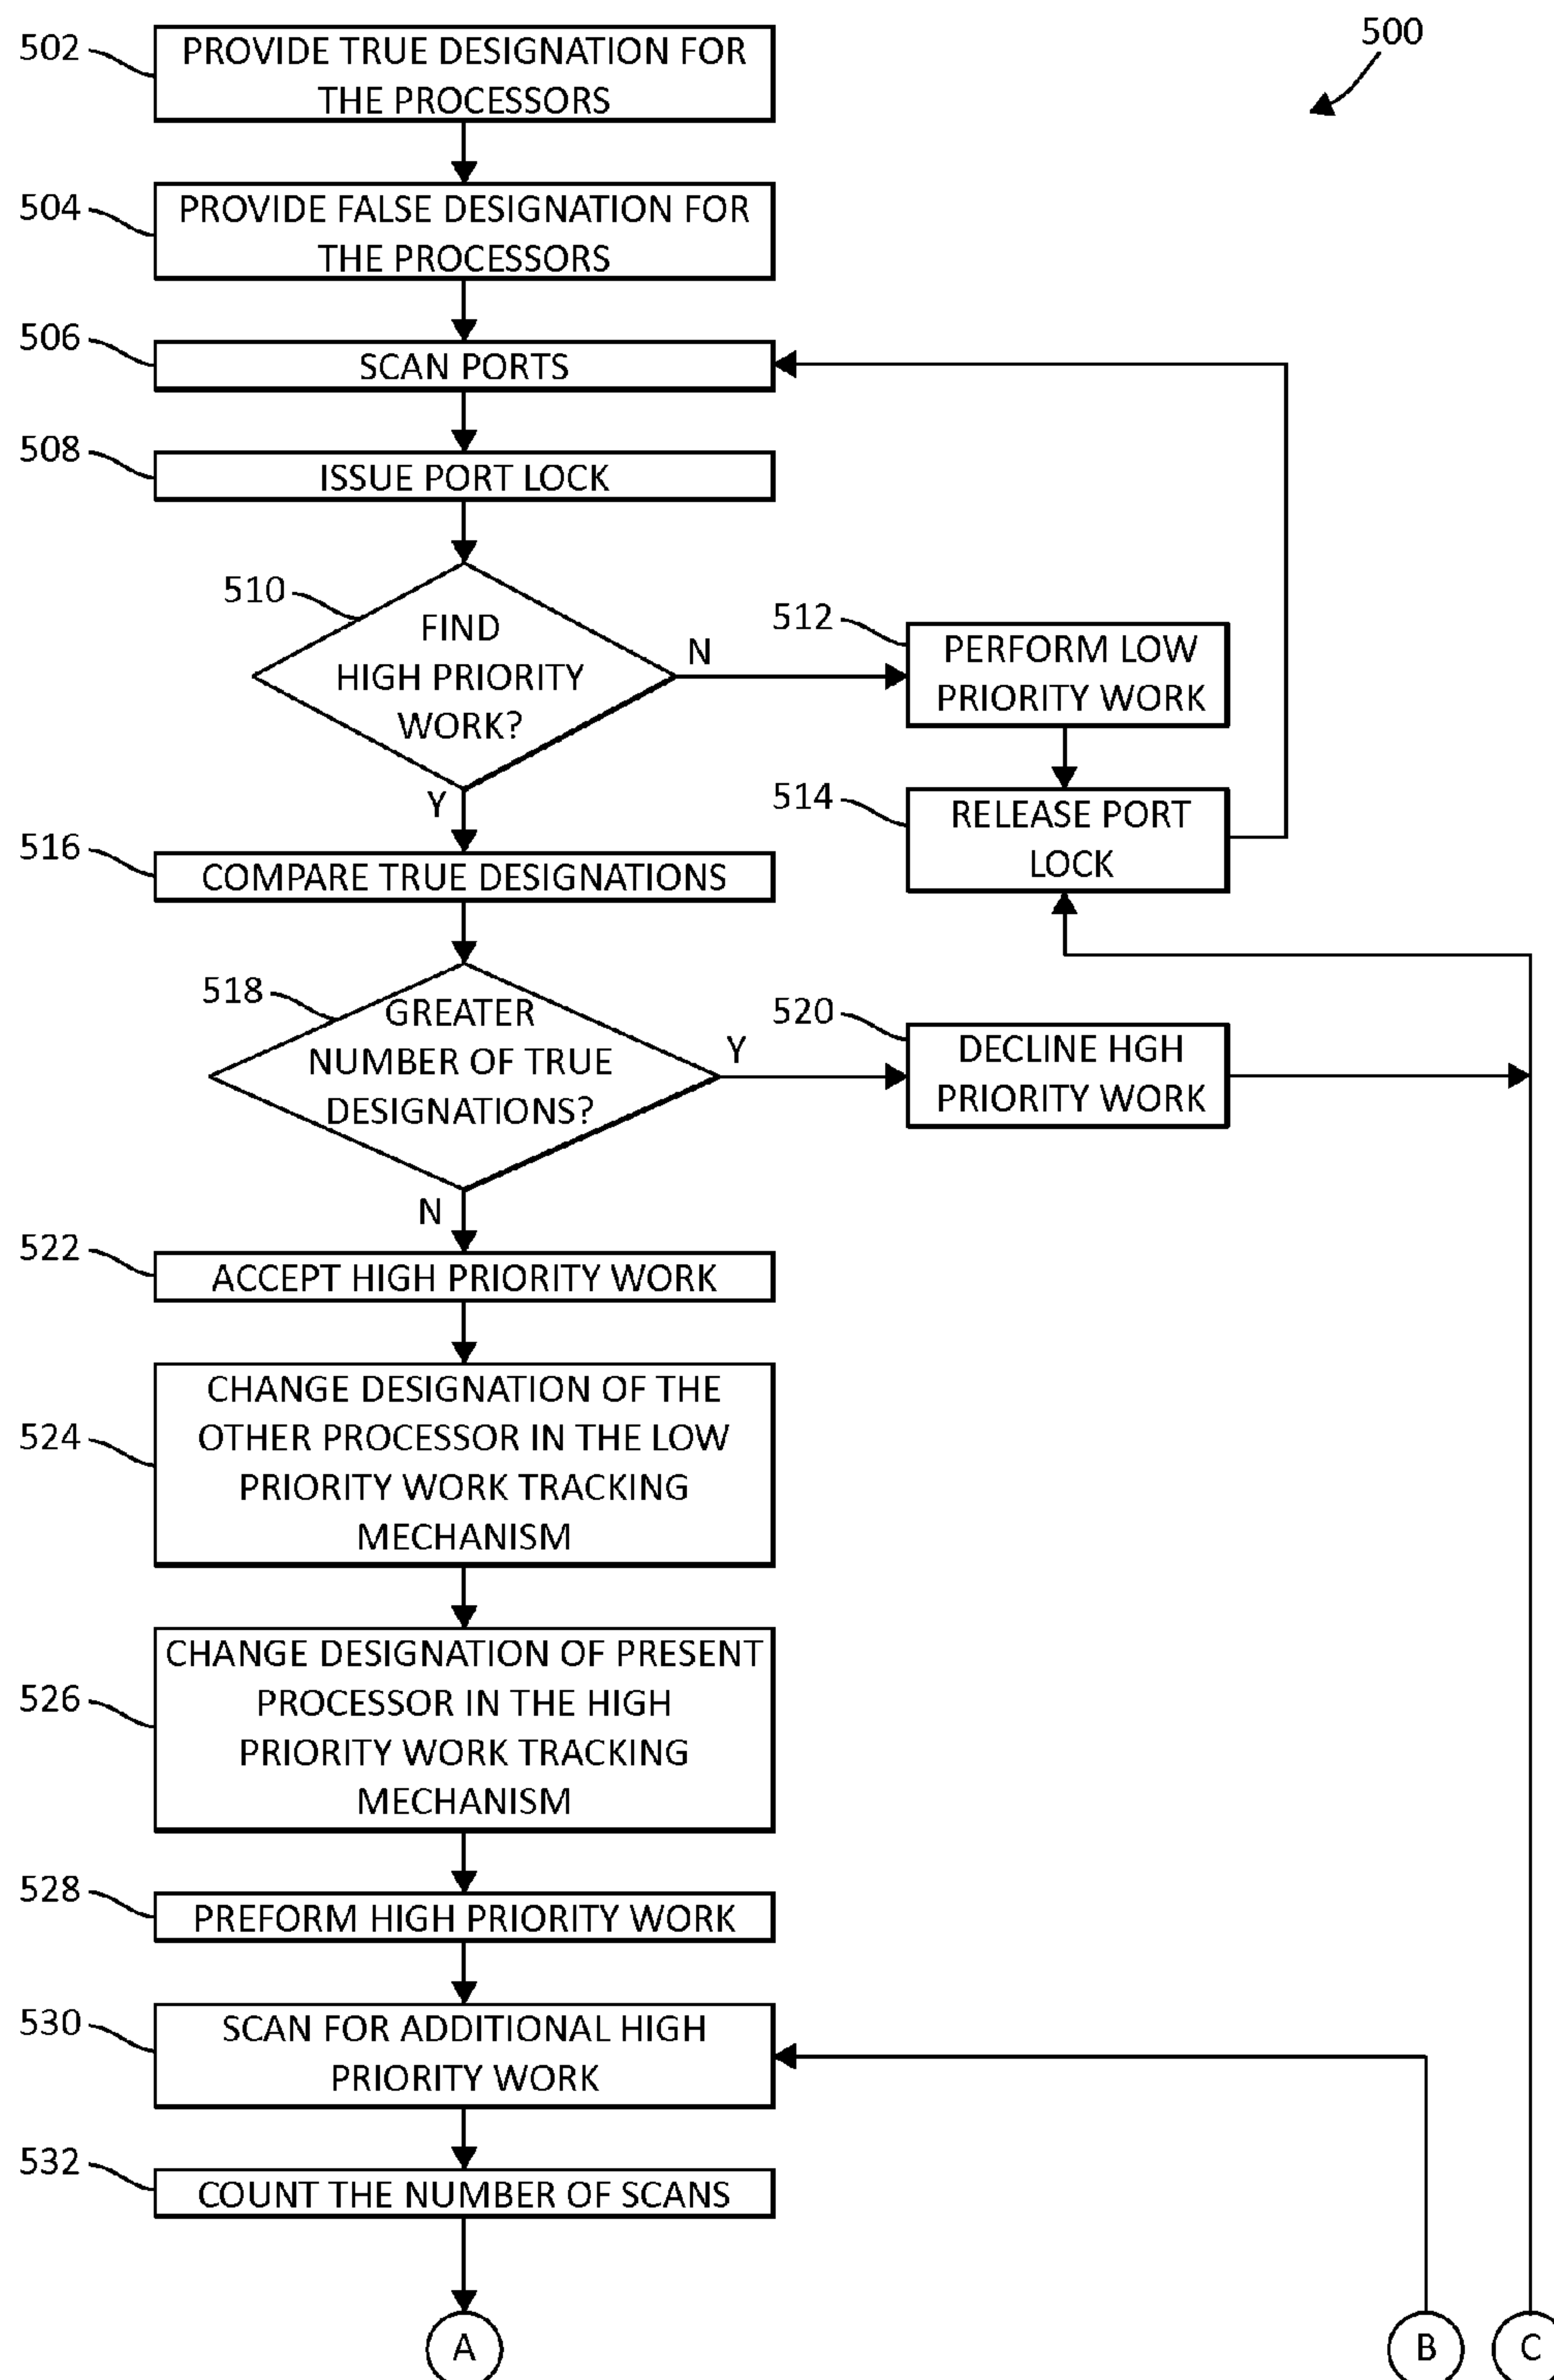 500
502
PROVIDE TRUE DESIGNATION FOR
THE PROCESSORS
504
PROVIDE FALSE DESIGNATION FOR
THE PROCESSORS
506
SCAN PORTS
508
ISSUE PORT LOCK
510
FIND
HIGH PRIORITY
WORK?
N
Y
512
PERFORM LOW
PRIORITY WORK
514
RELEASE PORT
LOCK
516
COMPARE TRUE DESIGNATIONS
518
GREATER
NUMBER OF TRUE
DESIGNATIONS?
Y
N
520
DECLINE HGH
PRIORITY WORK
522
ACCEPT HIGH PRIORITY WORK
524
CHANGE DESIGNATION OF THE
OTHER PROCESSOR IN THE LOW
PRIORITY WORK TRACKING
MECHANISM
526
CHANGE DESIGNATION OF PRESENT
PROCESSOR IN THE HIGH
PRIORITY WORK TRACKING
MECHANISM
528
PREFORM HIGH PRIORITY WORK
530
SCAN FOR ADDITIONAL HIGH
PRIORITY WORK
532
COUNT THE NUMBER OF SCANS
A
B
C